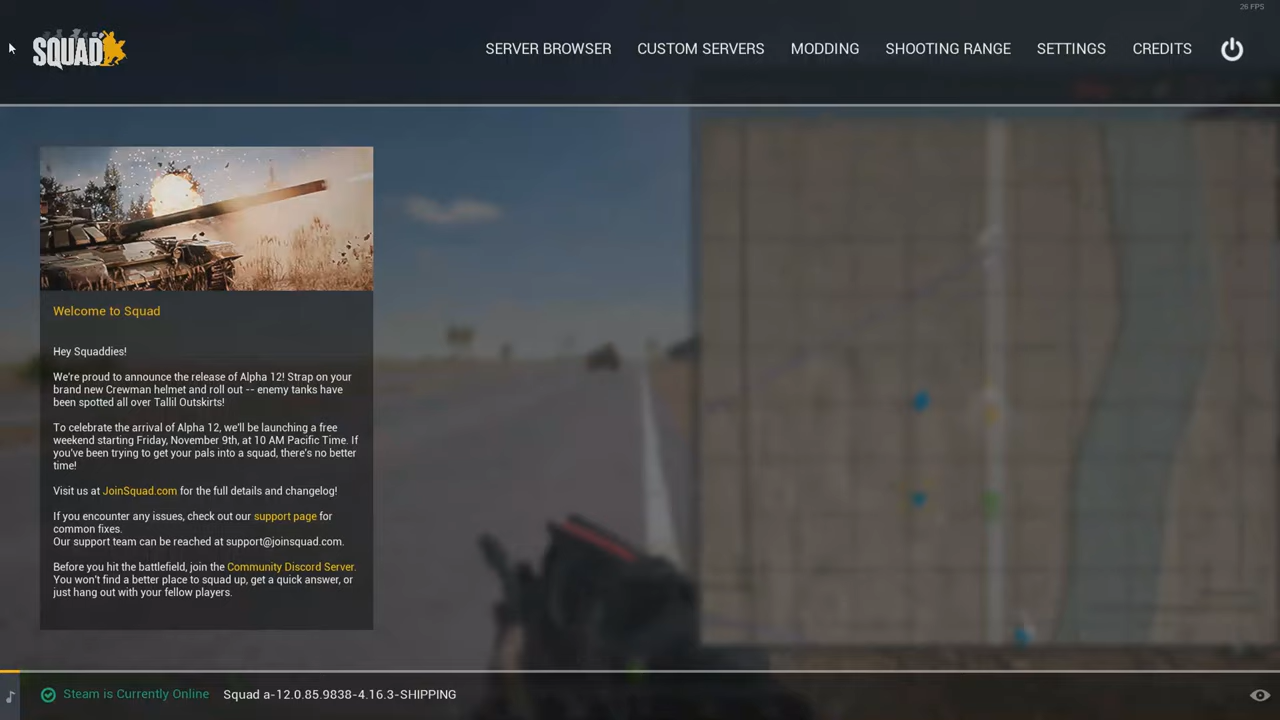 26 FPS
SQUAD
SERVER BROWSER CUSTOM SERVERS MODDING SHOOTING RANGE SETTINGS CREDITS
Welcome to Squad
Hey Squaddies!
We're proud to announce the release of Alpha 12! Strap on your
brand new Crewman helmet and roll out -- enemy tanks have
been spotted all over Tallil Outskirts!
To celebrate the arrival of Alpha 12, we'll be launching a free
weekend starting Friday, November 9th, at 10 AM Pacific Time. If
you've been trying to get your pals into a squad, there's no better
time!
Visit us at JoinSquad.com for the full details and changelog!
If you encounter any issues, check out our support page for
common fixes.
Our support team can be reached at support@joinsquad.com.
Before you hit the battlefield, join the Community Discord Server.
You won't find a better place to squad up, get a quick answer, or
just hang out with your fellow players.
Steam is Currently Online Squad a-12.0.85.9838-4.16.3-SHIPPING